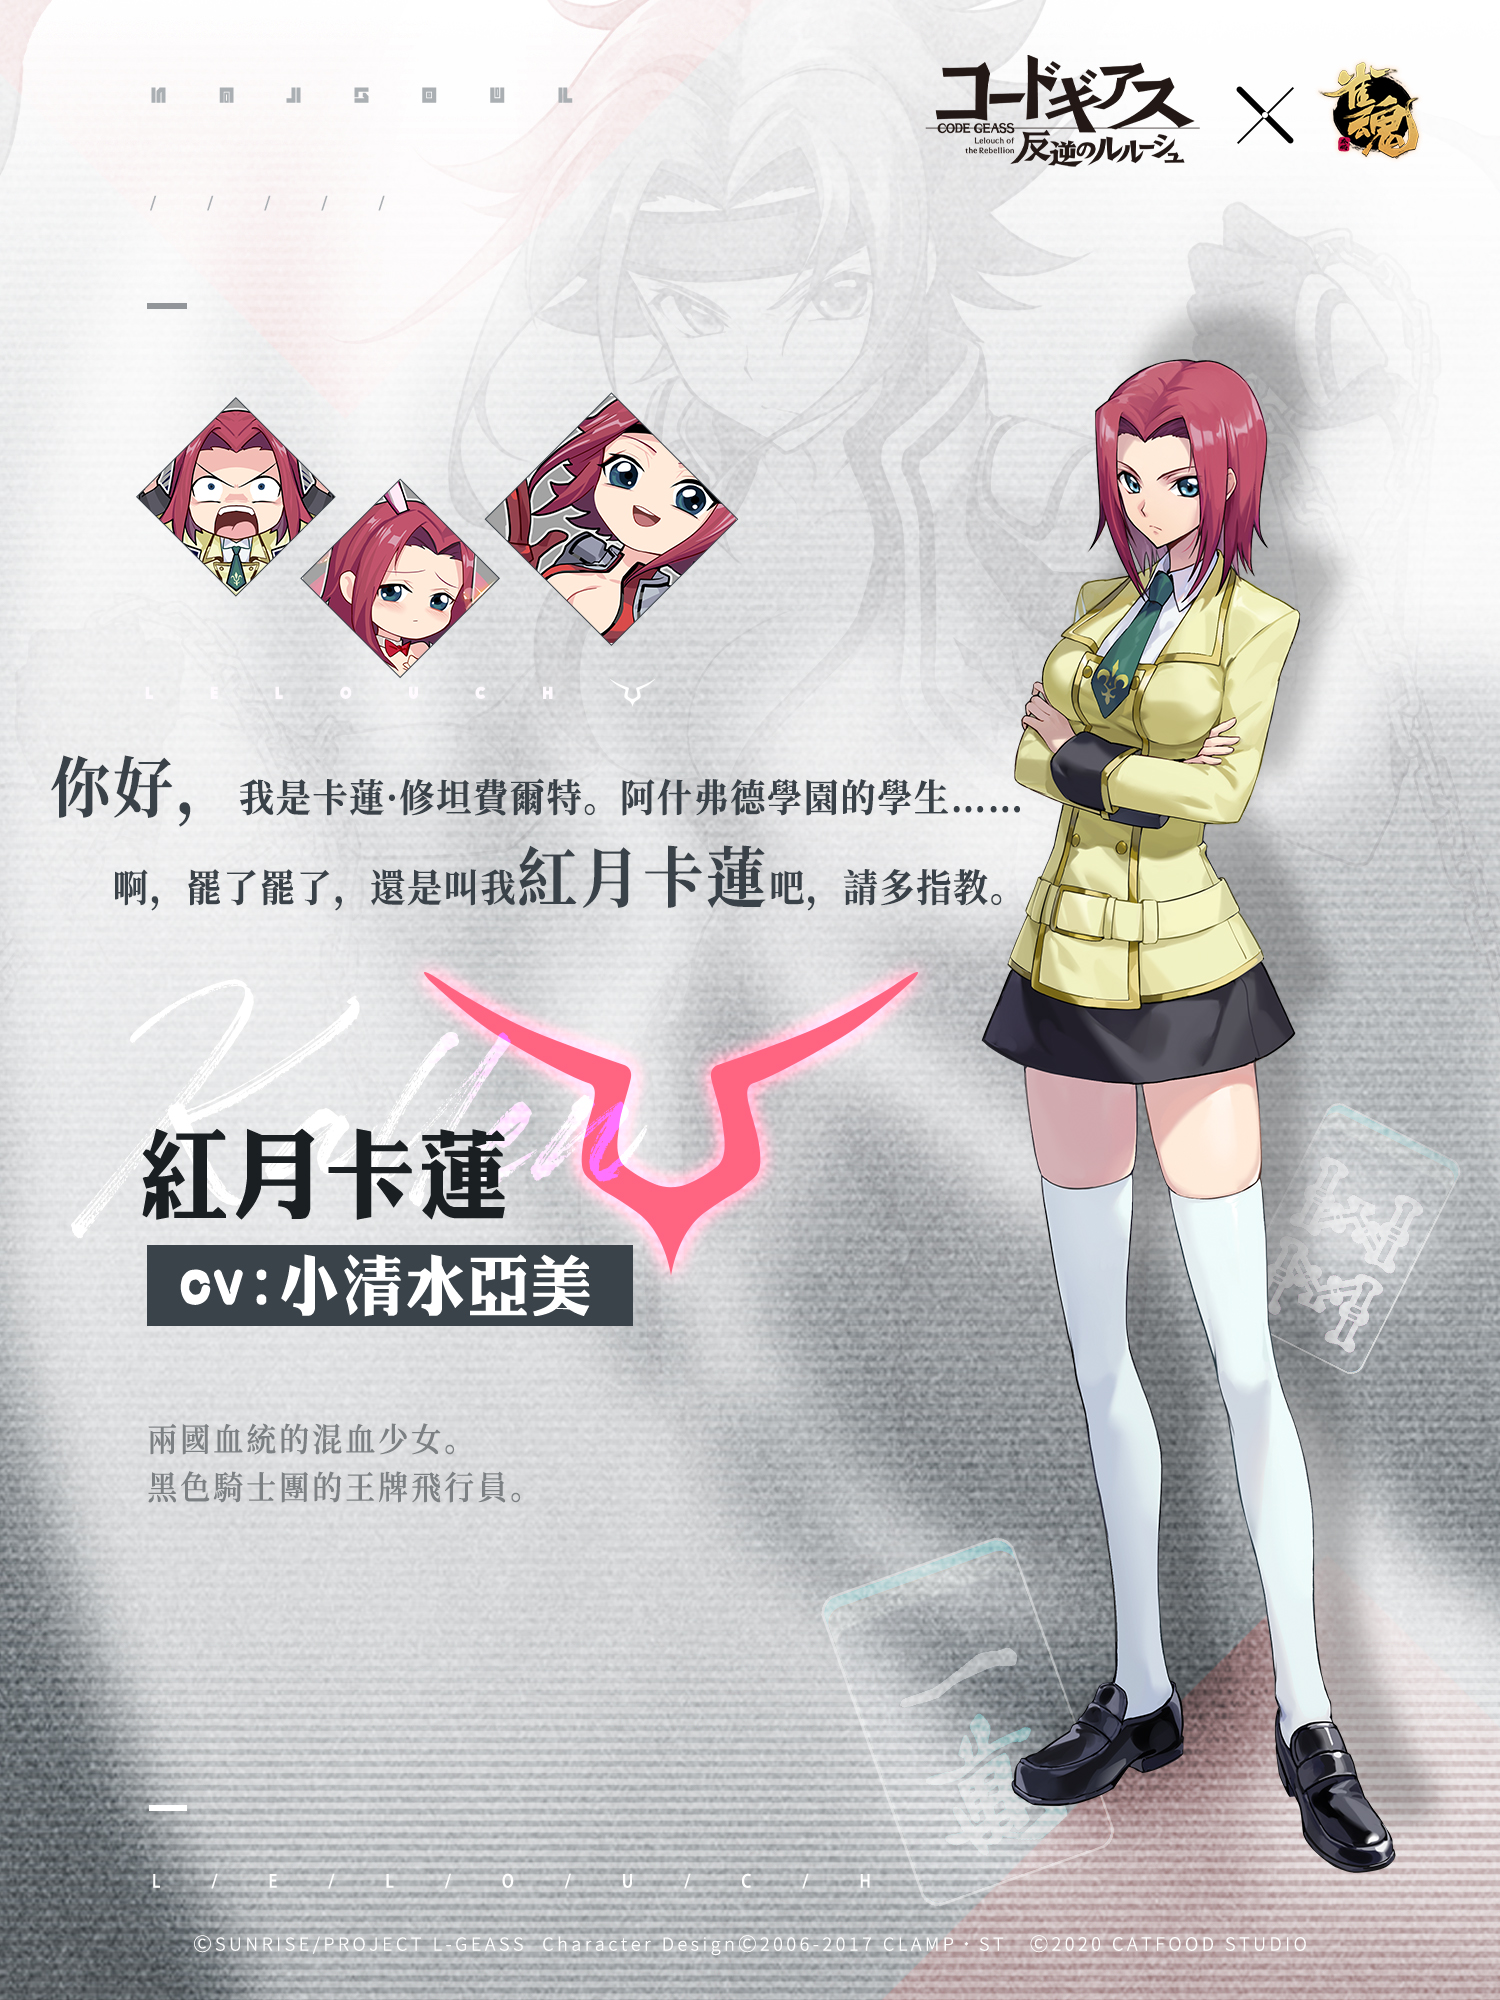 MAJSOUL
コードギアス
CODE GEASS
Lelouch of
the Rebellion
反逆のルルーシュ
×
雀魂
/ / / / /
LELOUCH
你好，我是卡蓮·修坦費爾特。阿什弗德學園的學生……
啊，罷了罷了，還是叫我紅月卡蓮吧，請多指教。
Kallen
紅月卡蓮
cv:小清水亞美
兩國血統的混血少女。
黑色騎士團的王牌飛行員。
一萬
L / E / L / O / U / C / H
©SUNRISE/PROJECT L-GEASS Character Design©2006-2017 CLAMP・ST ©2020 CATFOOD STUDIO